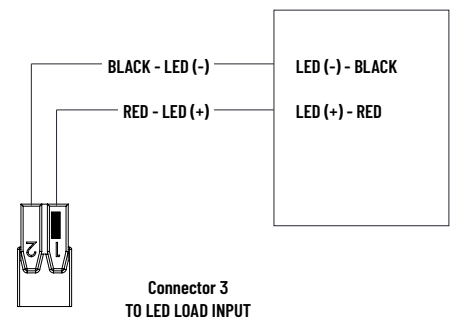 BLACK - LED (-)
LED (-) - BLACK
RED - LED (+)
LED (+) - RED
2
1
Connector 3
TO LED LOAD INPUT